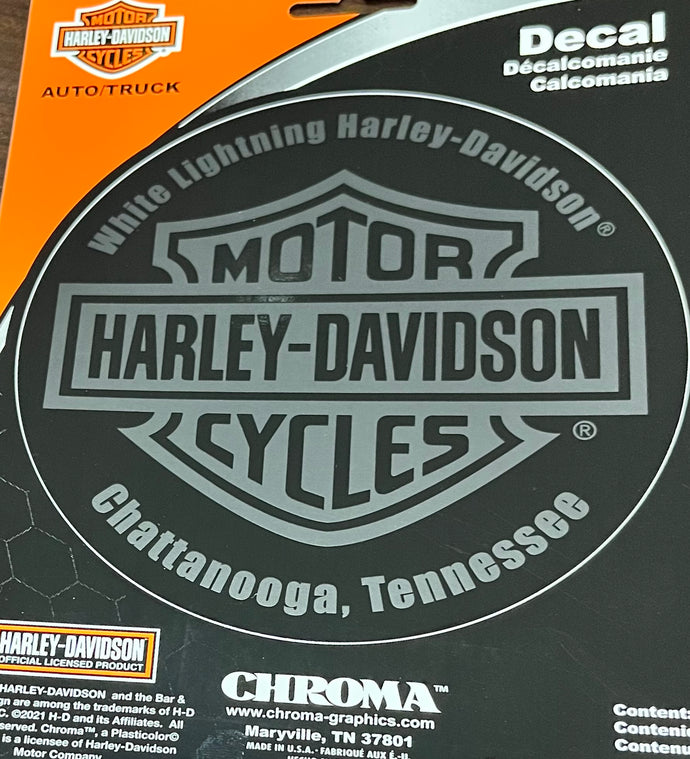 MOTOR
HARLEY-DAVIDSON
CYCLES
AUTO/TRUCK
Decal
Décalcomanie
Calcomania
White Lightning Harley-Davidson®
MOTOR
HARLEY-DAVIDSON
CYCLES ®
Chattanooga, Tennessee
HARLEY-DAVIDSON
OFFICIAL LICENSED PRODUCT
HARLEY-DAVIDSON and the Bar &
are among the trademarks of H-D
©2021 H-D and its Affiliates. All
Chroma™, a Plasticolor©
is a licensee of Harley-Davidson
Motor Company
CHROMA™
www.chroma-graphics.com
Maryville, TN 37801
MADE IN U.S.A. · FABRIQUÉ AUX É.-U.